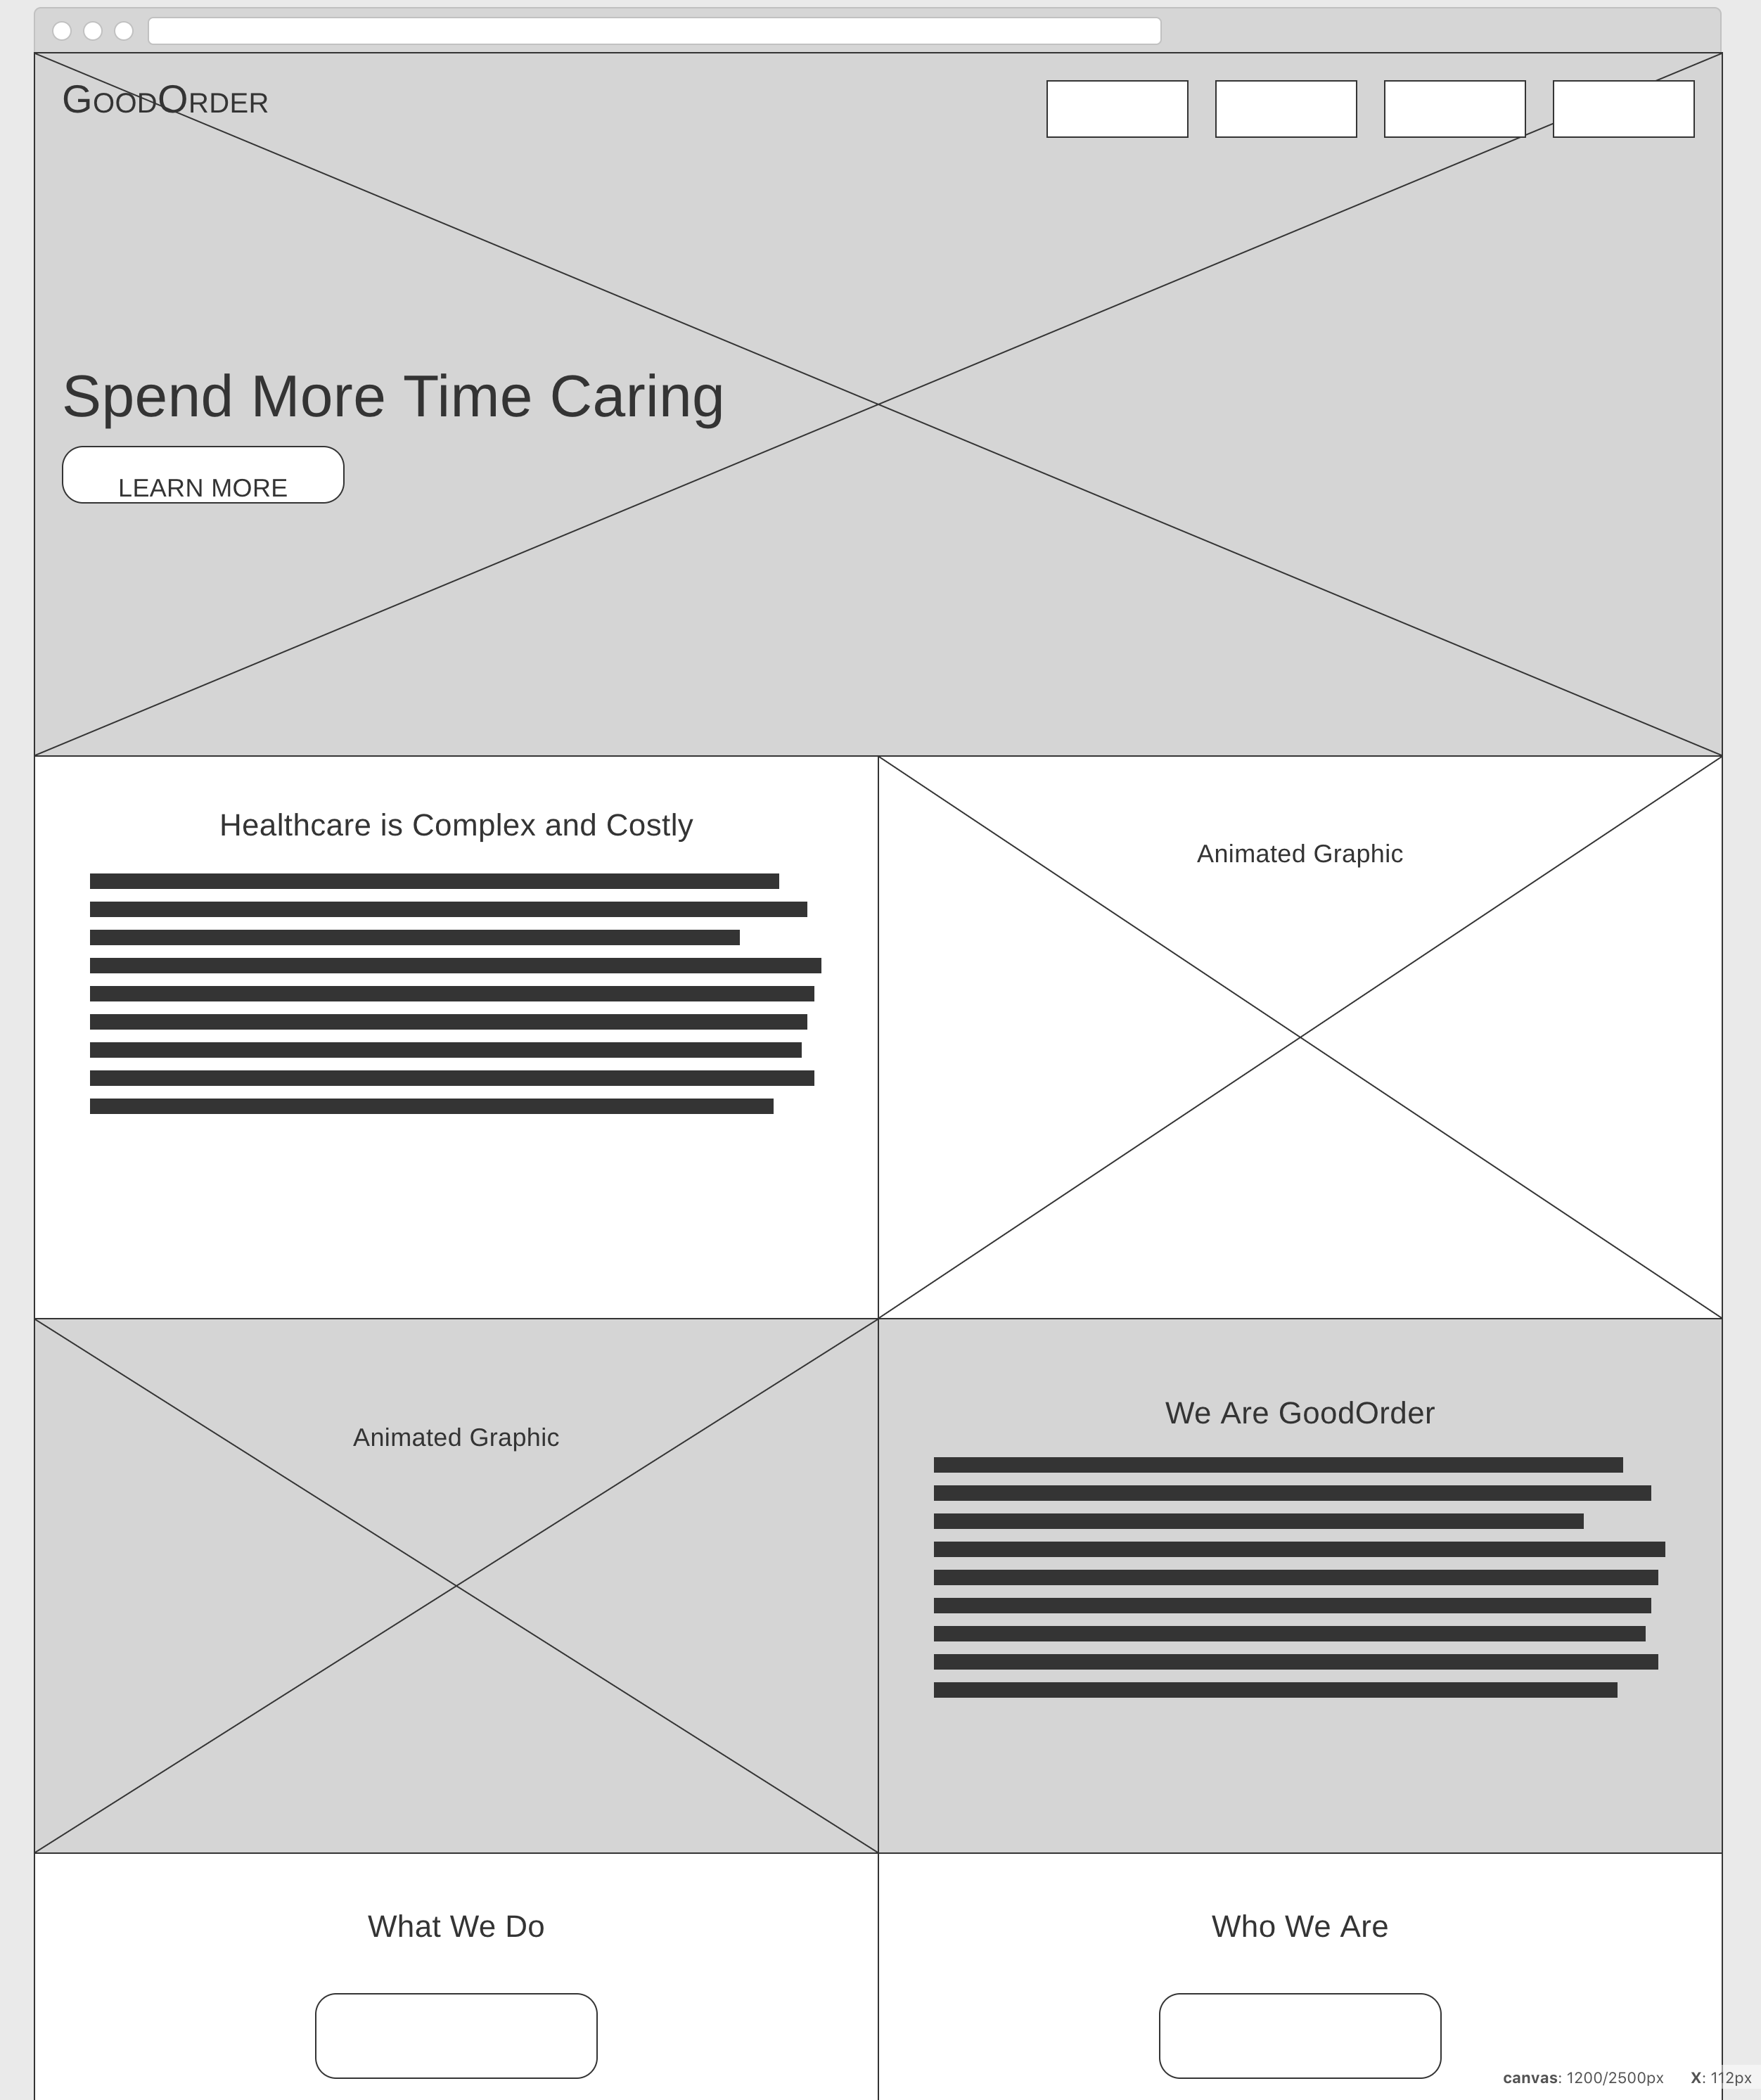 GoodOrder
Spend More Time Caring
LEARN MORE
Healthcare is Complex and Costly
Animated Graphic
Animated Graphic
We Are GoodOrder
What We Do
Who We Are
canvas: 1200/2500px X: 112px